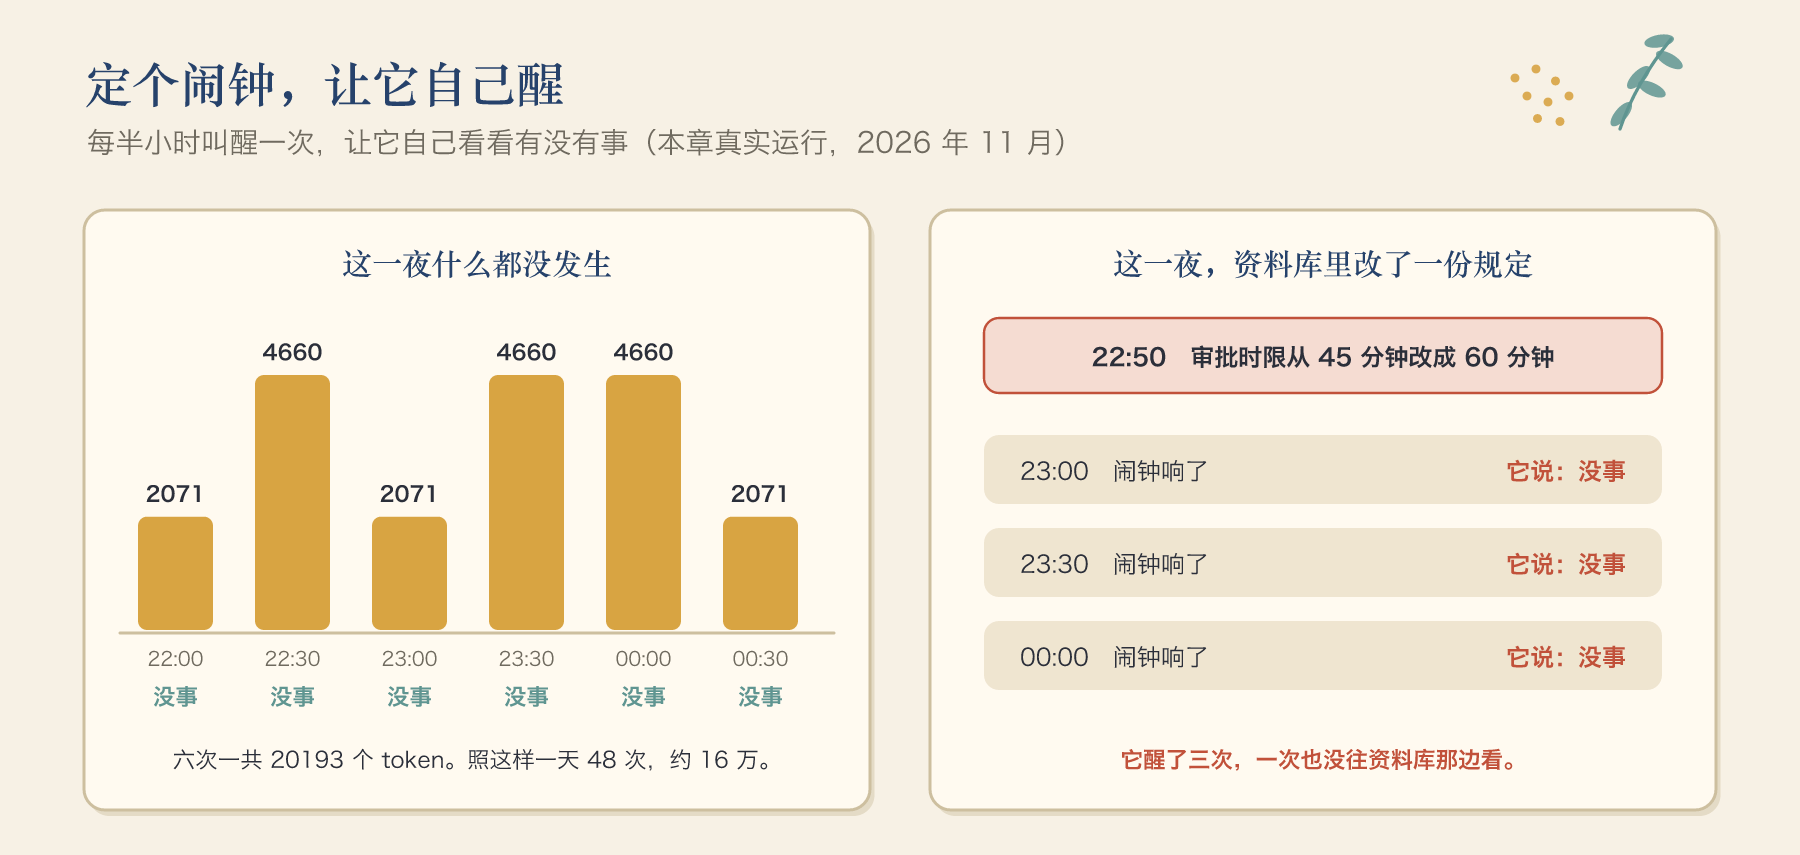 定个闹钟，让它自己醒
每半小时叫醒一次，让它自己看看有没有事（本章真实运行，2026 年 11 月）
这一夜什么都没发生
4660 4660 4660
2071 2071 2071
22:00 22:30 23:00 23:30 00:00 00:30
没事 没事 没事 没事 没事 没事
六次一共 20193 个 token。照这样一天 48 次，约 16 万。
这一夜，资料库里改了一份规定
22:50 审批时限从 45 分钟改成 60 分钟
23:00 闹钟响了 它说：没事
23:30 闹钟响了 它说：没事
00:00 闹钟响了 它说：没事
它醒了三次，一次也没往资料库那边看。